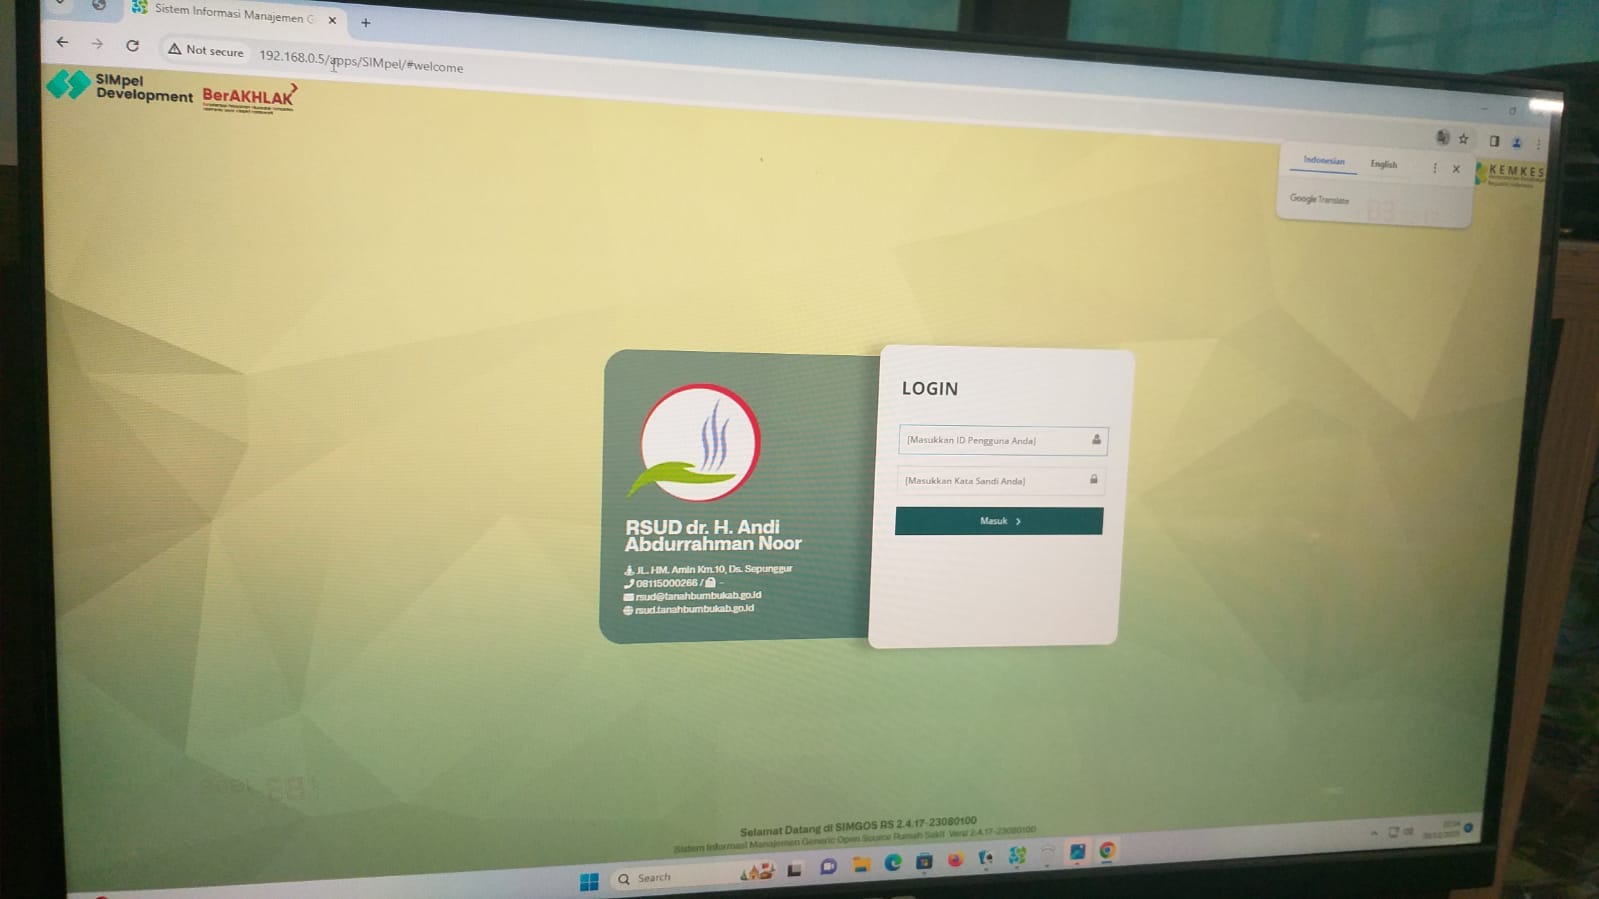 Sistem Informasi Manajemen G
Not secure
192.168.0.5/apps/SIMpel/#welcome
SIMpel
Development
BerAKHLAK
Indonesian
English
Google Translate
KEMKES
LOGIN
[Masukkan ID Pengguna Anda]
[Masukkan Kata Sandi Anda]
Masuk
RSUD dr. H. Andi
Abdurrahman Noor
JL. HM. Amin Km.10, Ds. Sepunggur
08115000266 / -
rsud@tanahbumbukab.go.id
rsud.tanahbumbukab.go.id
Selamat Datang di SIMGOS RS 2.4.17-23080100
Sistem Informasi Manajemen Generic Open Source Rumah Sakit Versi 2.4.17-23080100
Search